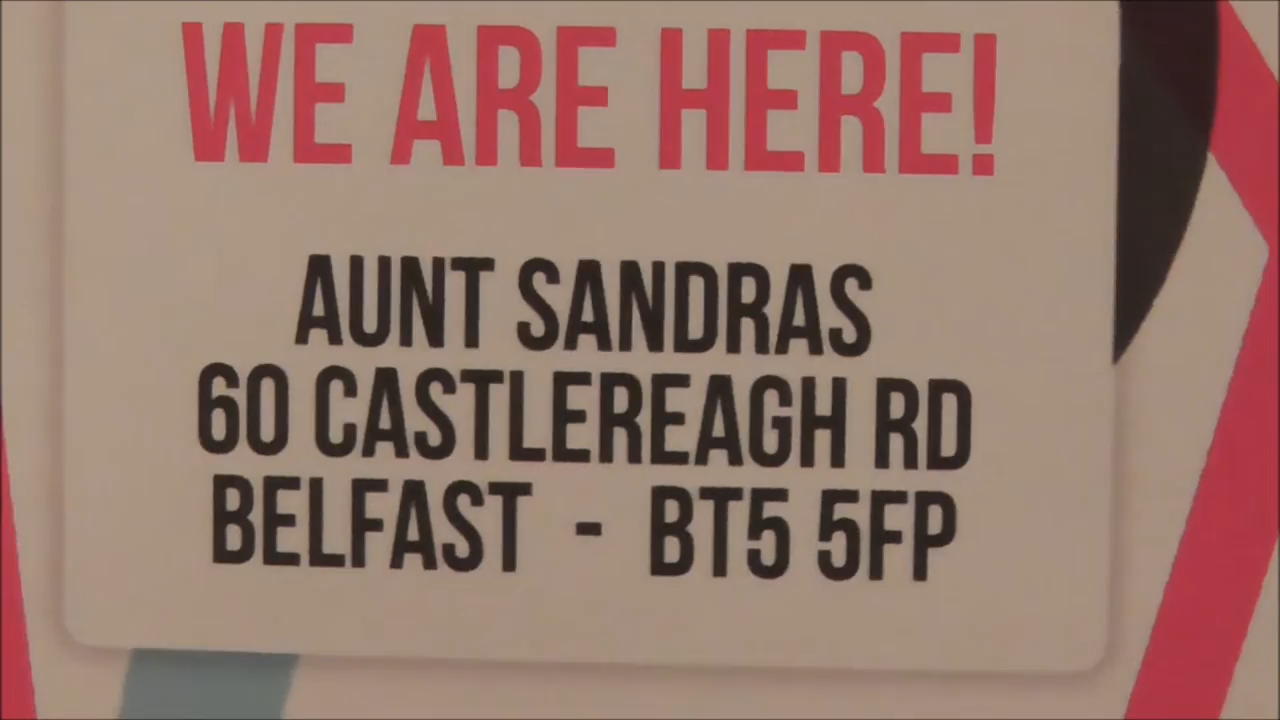 WE ARE HERE!
AUNT SANDRAS
60 CASTLEREAGH RD
BELFAST - BT5 5FP